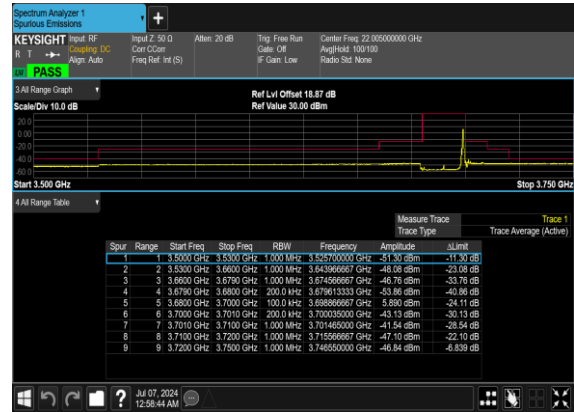 Spectrum Analyzer 1
Spurious Emissions
+
KEYSIGHT Input: RF Input Z: 50 Ω Atten: 20 dB Trig: Free Run Center Freq: 22.005000000 GHz
R T Coupling: DC Corr CCorr Gate: Off Avg|Hold: 100/100
Align: Auto Freq Ref: Int (S) IF Gain: Low Radio Std: None
PASS
3 All Range Graph
Ref Lvl Offset 18.87 dB
Scale/Div 10.0 dB Ref Value 30.00 dBm
20.0
0.00
-20.0
-40.0
-60.0
Start 3.500 GHz Stop 3.750 GHz
4 All Range Table
Measure Trace Trace 1
Trace Type Trace Average (Active)
Spur Range Start Freq Stop Freq RBW Frequency Amplitude ΔLimit
1 1 3.5000 GHz 3.5300 GHz 1.000 MHz 3.525700000 GHz -51.30 dBm -11.30 dB
2 2 3.5300 GHz 3.6600 GHz 1.000 MHz 3.643966667 GHz -48.08 dBm -23.08 dB
3 3 3.6600 GHz 3.6790 GHz 1.000 MHz 3.674566667 GHz -46.76 dBm -33.76 dB
4 4 3.6790 GHz 3.6800 GHz 200.0 kHz 3.679613333 GHz -53.86 dBm -40.86 dB
5 5 3.6800 GHz 3.7000 GHz 100.0 kHz 3.698866667 GHz 5.890 dBm -24.11 dB
6 6 3.7000 GHz 3.7010 GHz 200.0 kHz 3.700035000 GHz -43.13 dBm -30.13 dB
7 7 3.7010 GHz 3.7100 GHz 1.000 MHz 3.701465000 GHz -41.54 dBm -28.54 dB
8 8 3.7100 GHz 3.7200 GHz 1.000 MHz 3.715566667 GHz -47.10 dBm -22.10 dB
9 9 3.7200 GHz 3.7500 GHz 1.000 MHz 3.746550000 GHz -46.84 dBm -6.839 dB
? Jul 07, 2024
12:58:44 AM